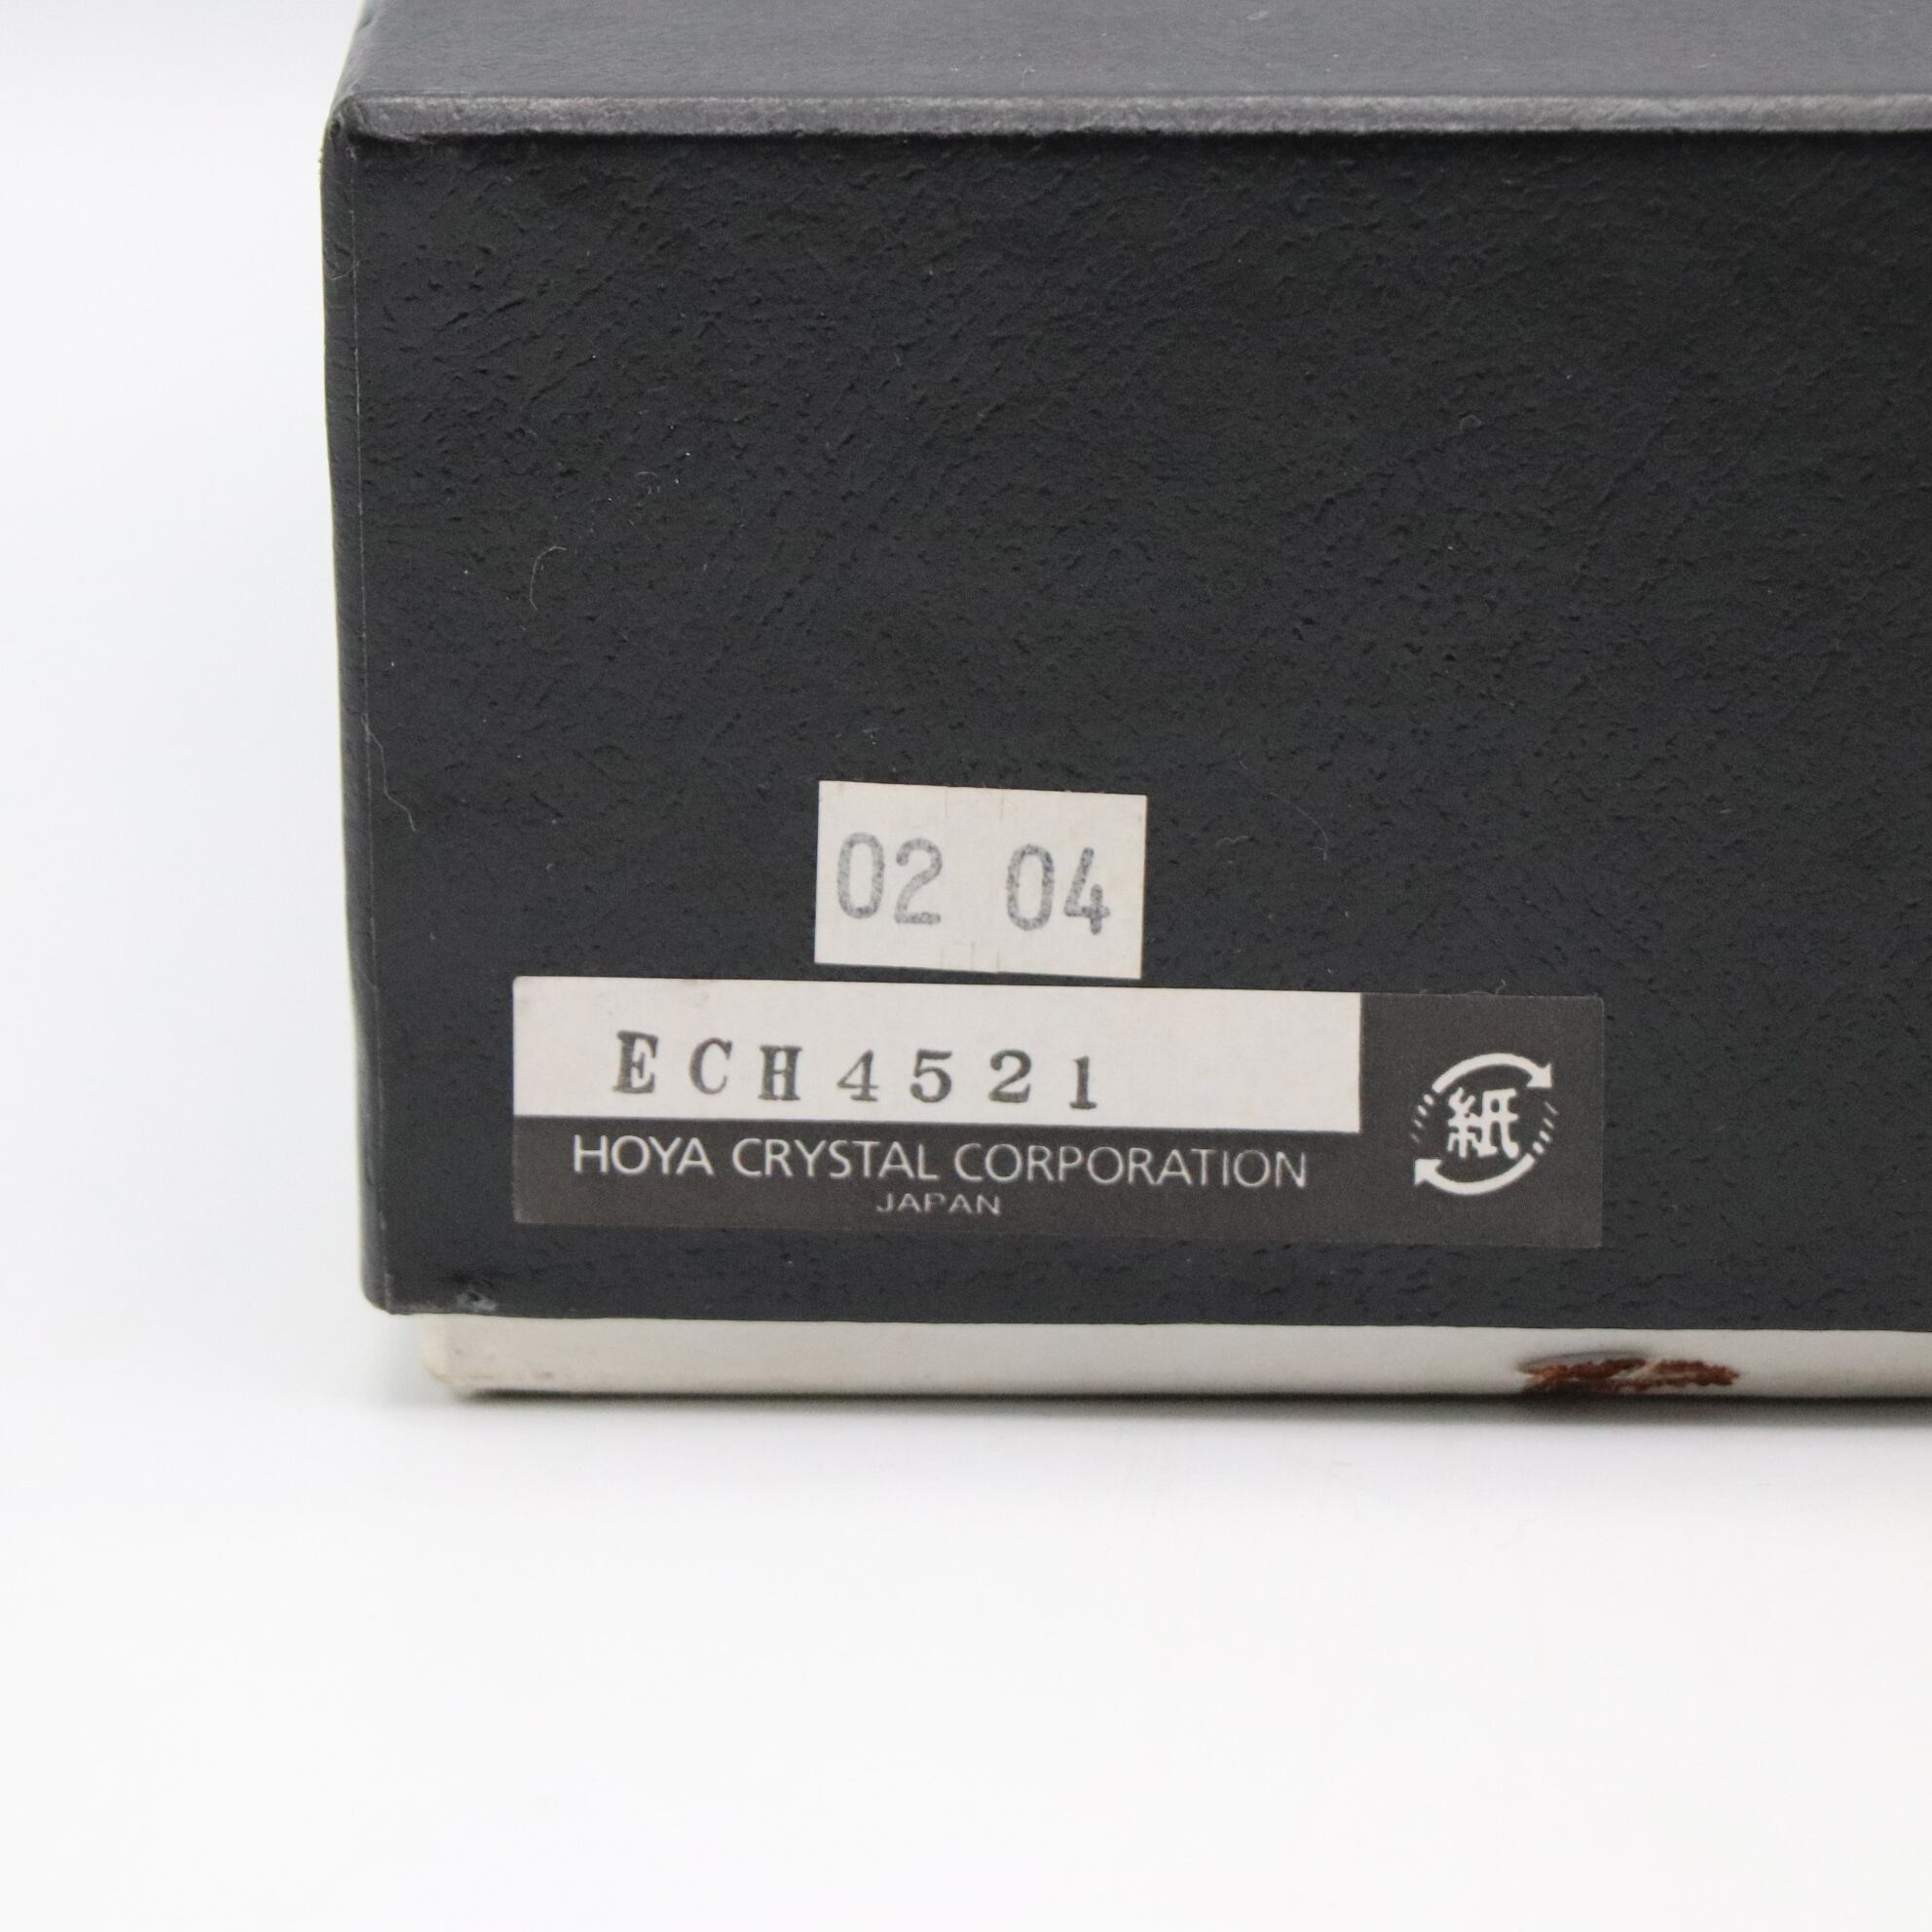 02 04
ECH4521
HOYA CRYSTAL CORPORATION
JAPAN
紙